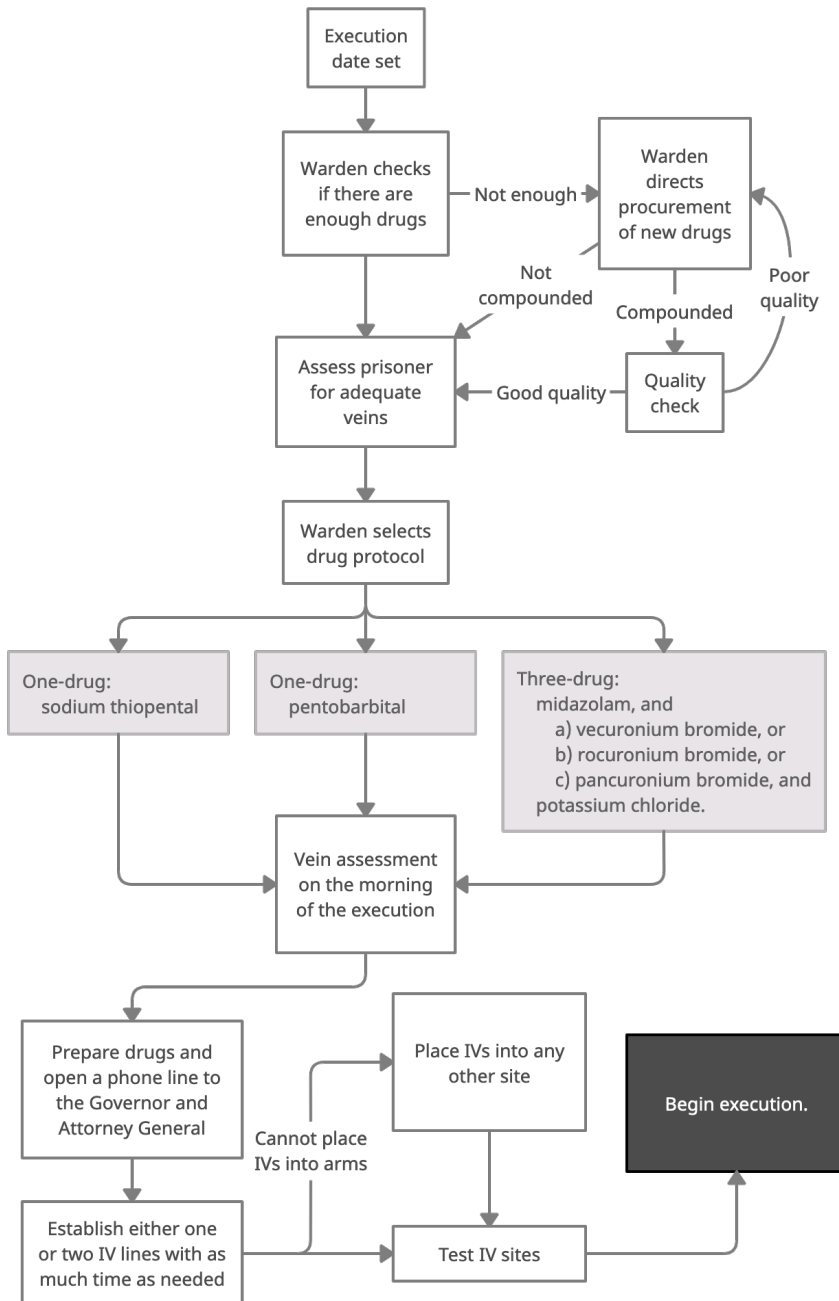 Execution
date set
Warden checks
if there are
enough drugs
Not enough
Warden
directs
procurement
of new drugs
Not
compounded
Compounded
Poor
quality
Assess prisoner
for adequate
veins
Good quality
Quality
check
Warden selects
drug protocol
One-drug:
sodium thiopental
One-drug:
pentobarbital
Three-drug:
midazolam, and
a) vecuronium bromide, or
b) rocuronium bromide, or
c) pancuronium bromide, and
potassium chloride.
Vein assessment
on the morning
of the execution
Prepare drugs and
open a phone line to
the Governor and
Attorney General
Cannot place
IVs into arms
Place IVs into any
other site
Begin execution.
Establish either one
or two IV lines with as
much time as needed
Test IV sites